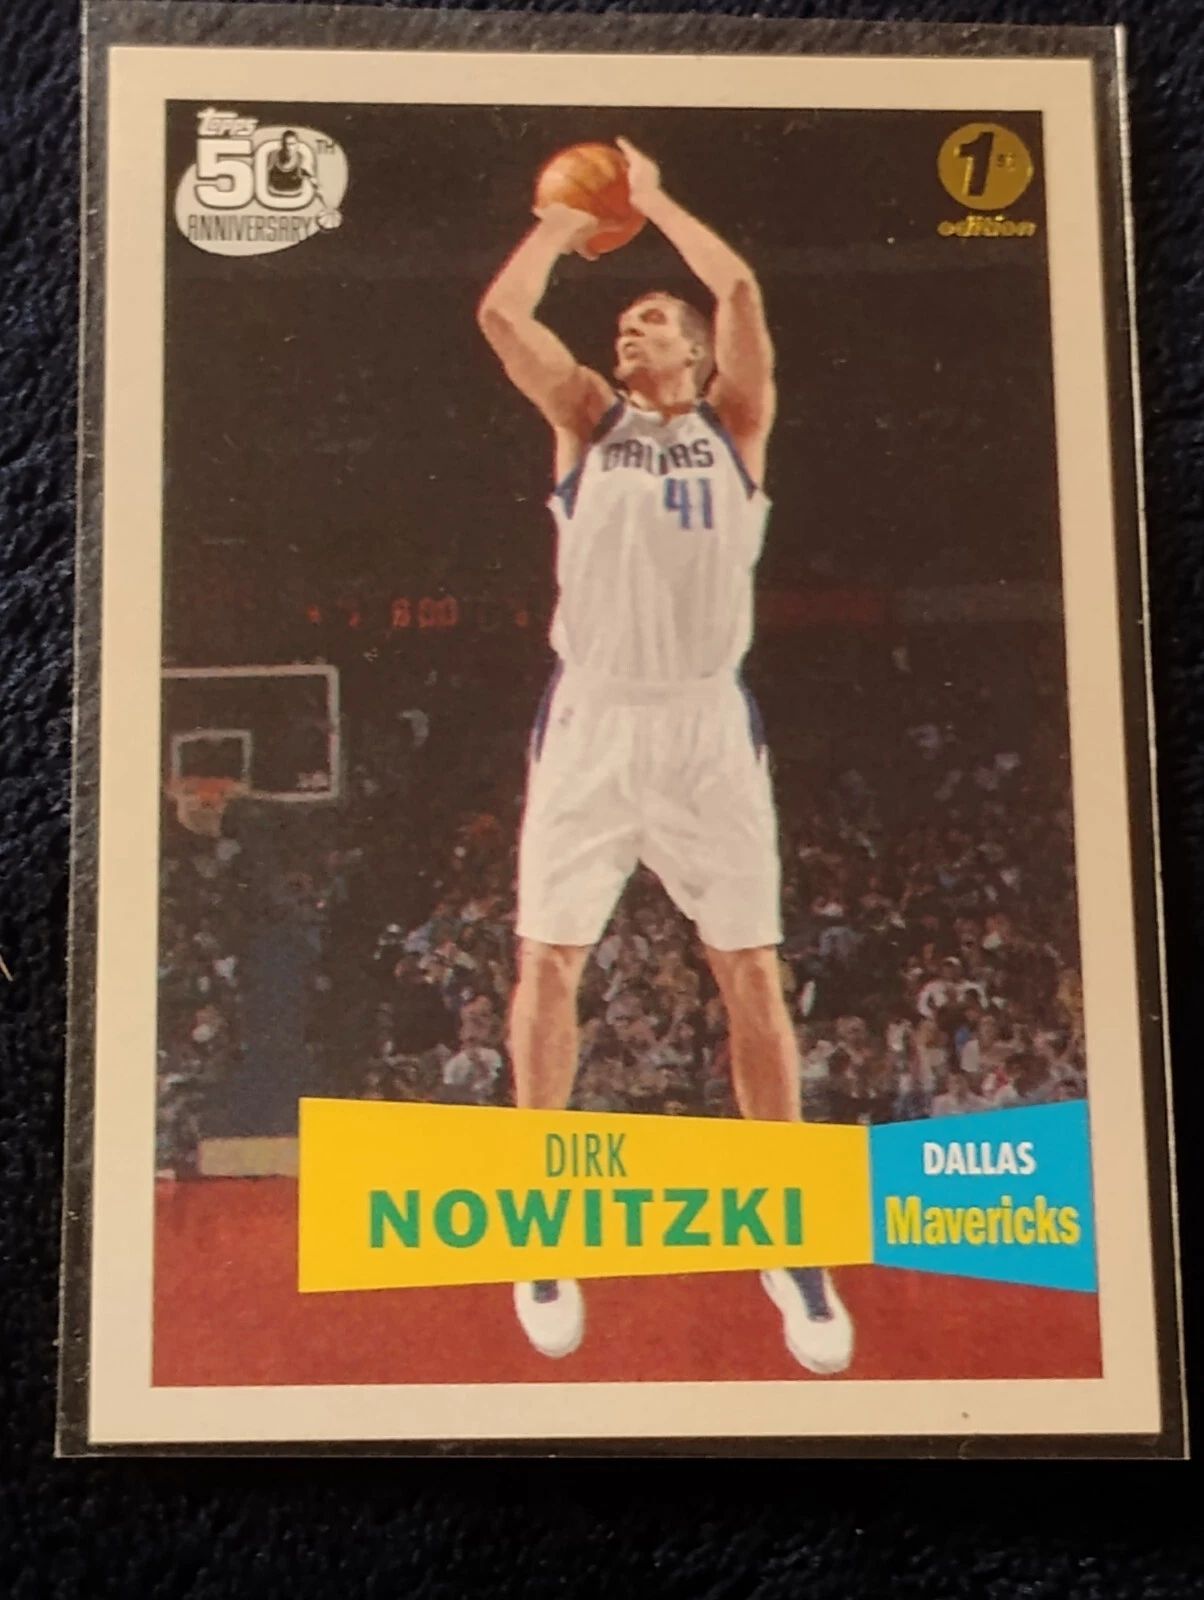 Topps
50TH
ANNIVERSARY
1st
edition
DALLAS
41
DIRK
NOWITZKI
DALLAS
Mavericks